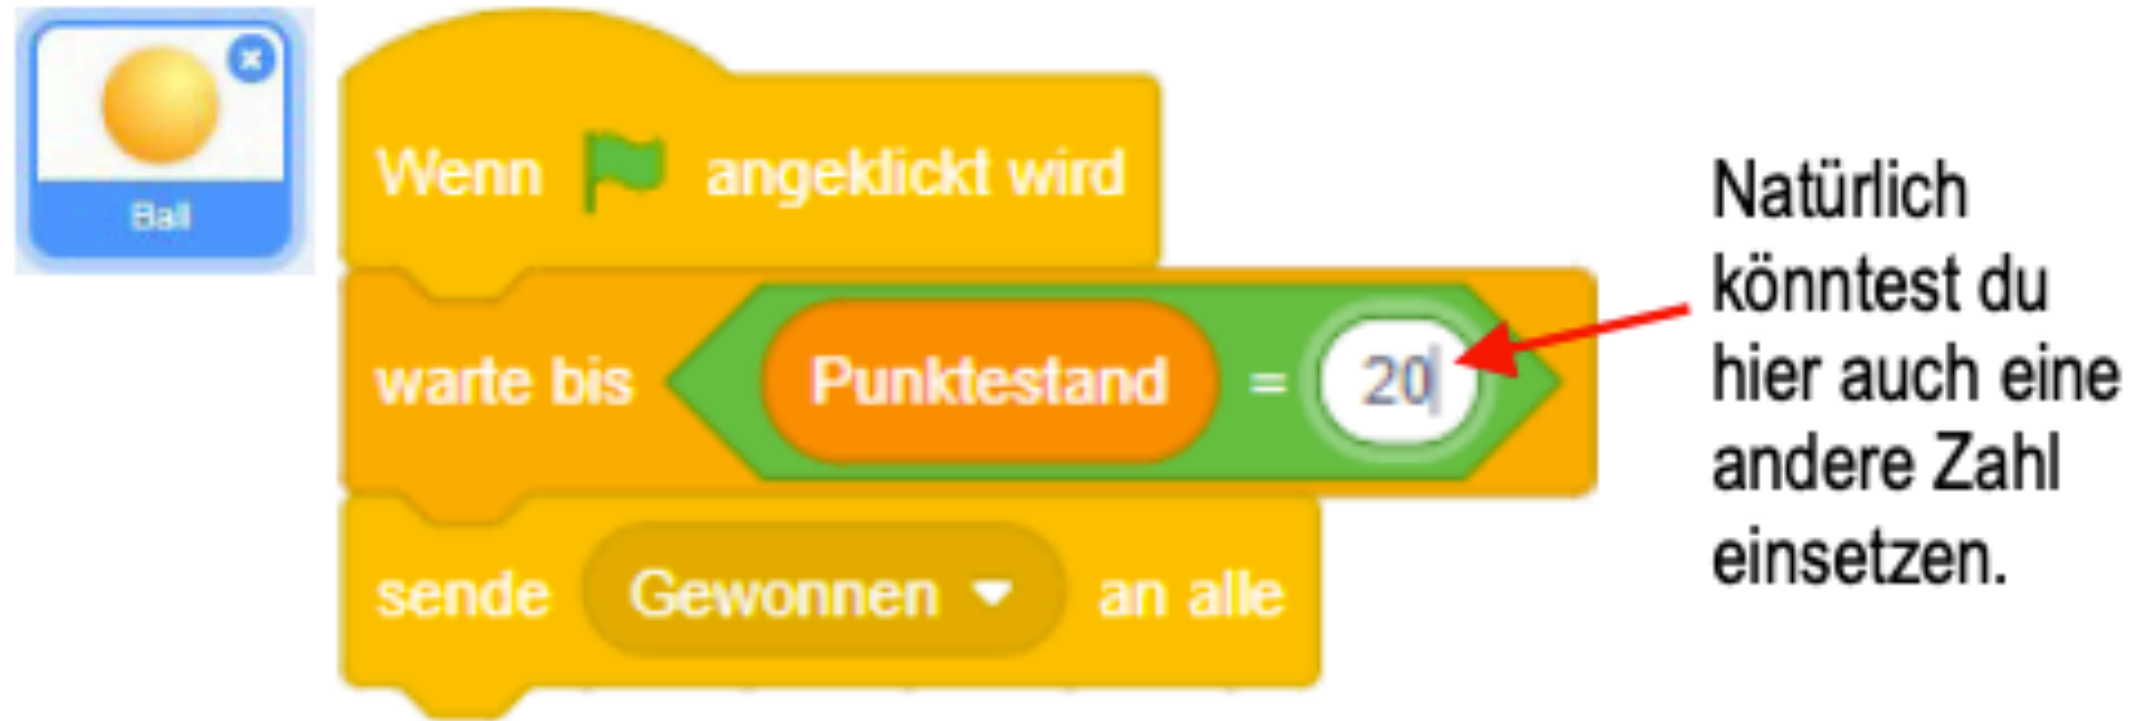 Ball
Wenn angeklickt wird
warte bis Punktestand = 20
sende Gewonnen an alle
Natürlich
könntest du
hier auch eine
andere Zahl
einsetzen.